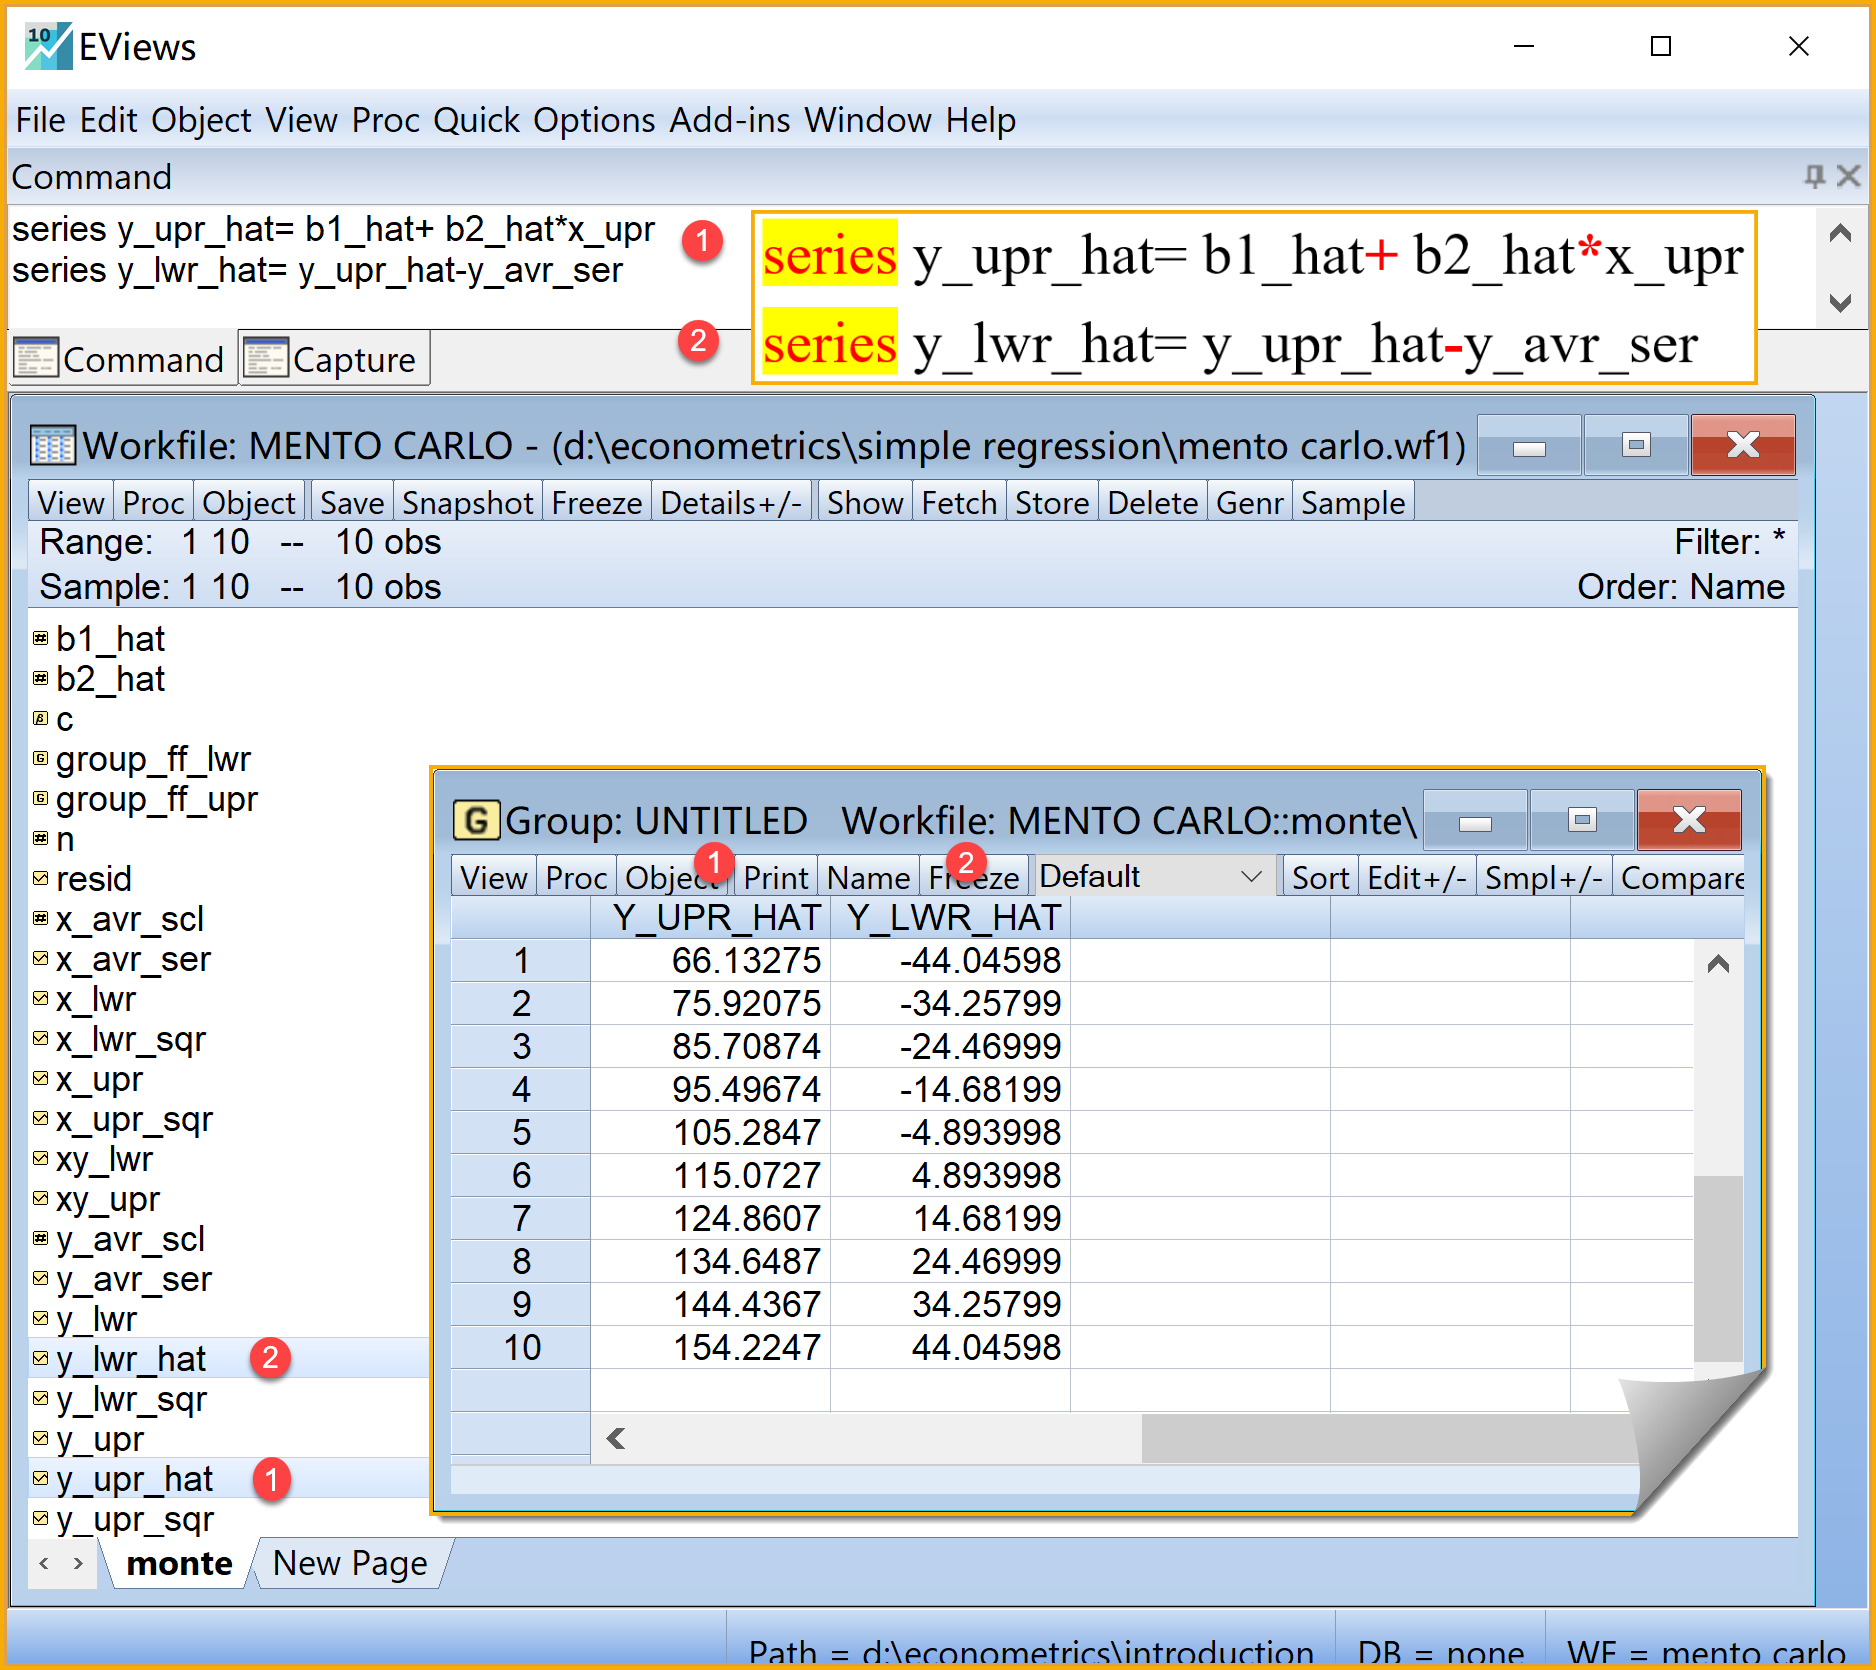 10 EViews
File Edit Object View Proc Quick Options Add-ins Window Help
Command
series y_upr_hat= b1_hat+ b2_hat*x_upr
series y_lwr_hat= y_upr_hat-y_avr_ser
1 series y_upr_hat= b1_hat+ b2_hat*x_upr
2 series y_lwr_hat= y_upr_hat-y_avr_ser
Command Capture
Workfile: MENTO CARLO - (d:\econometrics\simple regression\mento carlo.wf1)
View Proc Object Save Snapshot Freeze Details+/- Show Fetch Store Delete Genr Sample
Range: 1 10 -- 10 obs Filter: *
Sample: 1 10 -- 10 obs Order: Name
b1_hat
b2_hat
c
group_ff_lwr
group_ff_upr
n
resid
x_avr_scl
x_avr_ser
x_lwr
x_lwr_sqr
x_upr
x_upr_sqr
xy_lwr
xy_upr
y_avr_scl
y_avr_ser
y_lwr
y_lwr_hat 2
y_lwr_sqr
y_upr
y_upr_hat 1
y_upr_sqr
G Group: UNTITLED Workfile: MENTO CARLO::monte\
View Proc Object 1 Print Name Freeze 2 Default Sort Edit+/- Smpl+/- Compare
Y_UPR_HAT Y_LWR_HAT
1 66.13275 -44.04598
2 75.92075 -34.25799
3 85.70874 -24.46999
4 95.49674 -14.68199
5 105.2847 -4.893998
6 115.0727 4.893998
7 124.8607 14.68199
8 134.6487 24.46999
9 144.4367 34.25799
10 154.2247 44.04598
monte New Page
Path = d:\econometrics\introduction DB = none WF = mento carlo